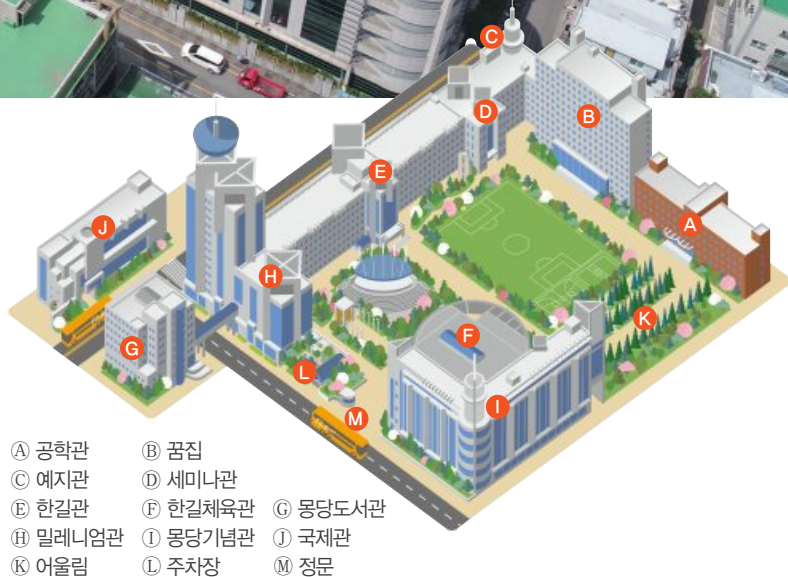 C
D
B
E
J
A
H
K
F
G
L
I
M
Ⓐ 공학관 Ⓑ 꿈집
Ⓒ 예지관 Ⓓ 세미나관
Ⓔ 한길관 Ⓕ 한길체육관 Ⓖ 몽당도서관
Ⓗ 밀레니엄관 Ⓘ 몽당기념관 Ⓙ 국제관
Ⓚ 어울림 Ⓛ 주차장 Ⓜ 정문